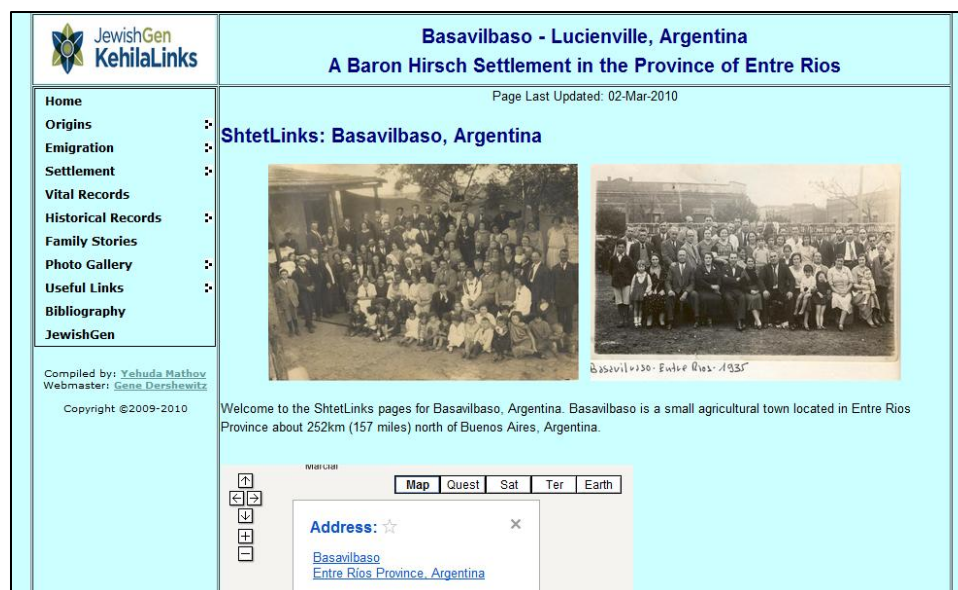 JewishGen
KehilaLinks
Basavilbaso - Lucienville, Argentina
A Baron Hirsch Settlement in the Province of Entre Rios
Home
Origins
Emigration
Settlement
Vital Records
Historical Records
Family Stories
Photo Gallery
Useful Links
Bibliography
JewishGen
Compiled by: Yehuda Mathov
Webmaster: Gene Dershewitz
Copyright ©2009-2010
Page Last Updated: 02-Mar-2010
ShtetLinks: Basavilbaso, Argentina
Basavilvaso - Entre Rios - 1935
Welcome to the ShtetLinks pages for Basavilbaso, Argentina. Basavilbaso is a small agricultural town located in Entre Rios
Province about 252km (157 miles) north of Buenos Aires, Argentina.
Marcial
Map Quest Sat Ter Earth
Address:
Basavilbaso
Entre Ríos Province, Argentina